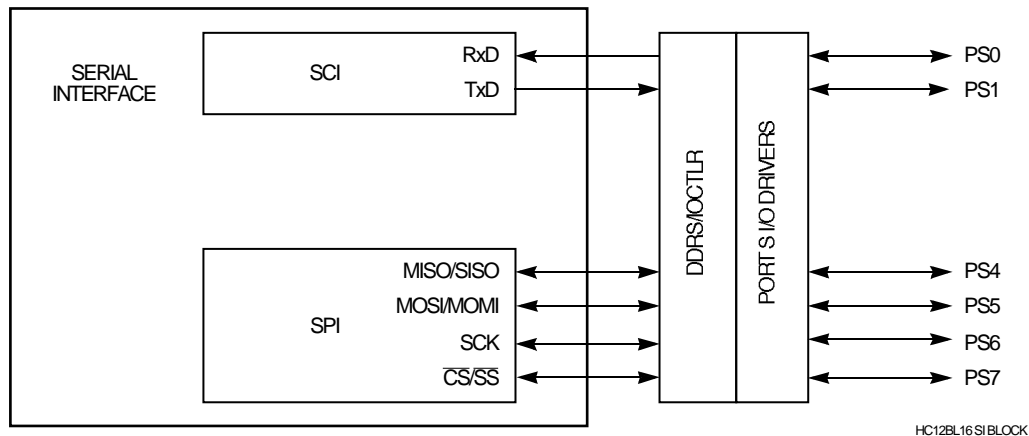 SERIAL
INTERFACE
SCI
RxD
TxD
SPI
MISO/SISO
MOSI/MOMI
SCK
CS/SS
DDRS/IOCTLR
PORT S I/O DRIVERS
PS0
PS1
PS4
PS5
PS6
PS7
HC12BL16 SI BLOCK